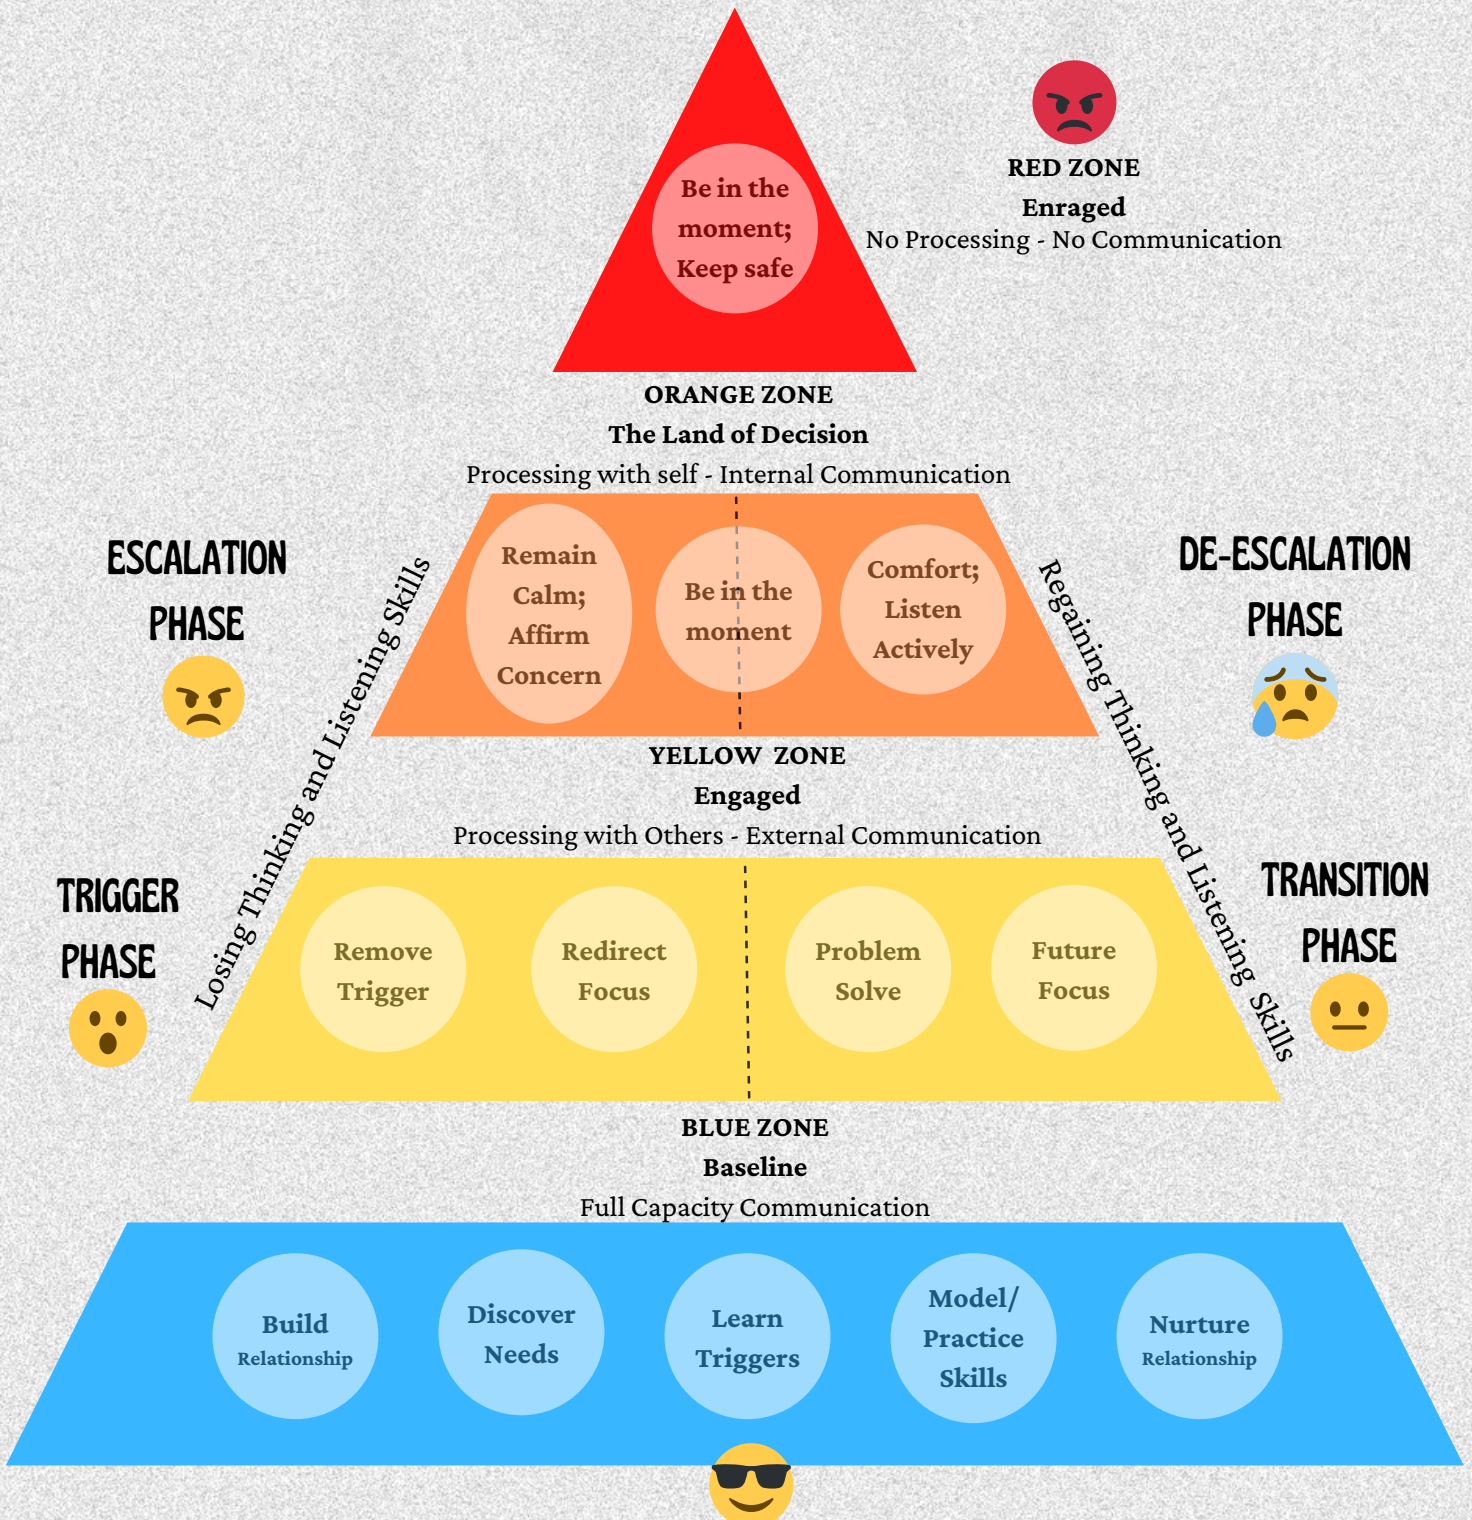 Be in the
moment;
Keep safe
RED ZONE
Enraged
No Processing - No Communication
ORANGE ZONE
The Land of Decision
Processing with self - Internal Communication
ESCALATION
PHASE
Losing Thinking and Listening Skills
Remain
Calm;
Affirm
Concern
Be in the
moment
Comfort;
Listen
Actively
Regaining Thinking and Listening Skills
DE-ESCALATION
PHASE
YELLOW ZONE
Engaged
Processing with Others - External Communication
TRIGGER
PHASE
Remove
Trigger
Redirect
Focus
Problem
Solve
Future
Focus
TRANSITION
PHASE
BLUE ZONE
Baseline
Full Capacity Communication
Build
Relationship
Discover
Needs
Learn
Triggers
Model/
Practice
Skills
Nurture
Relationship